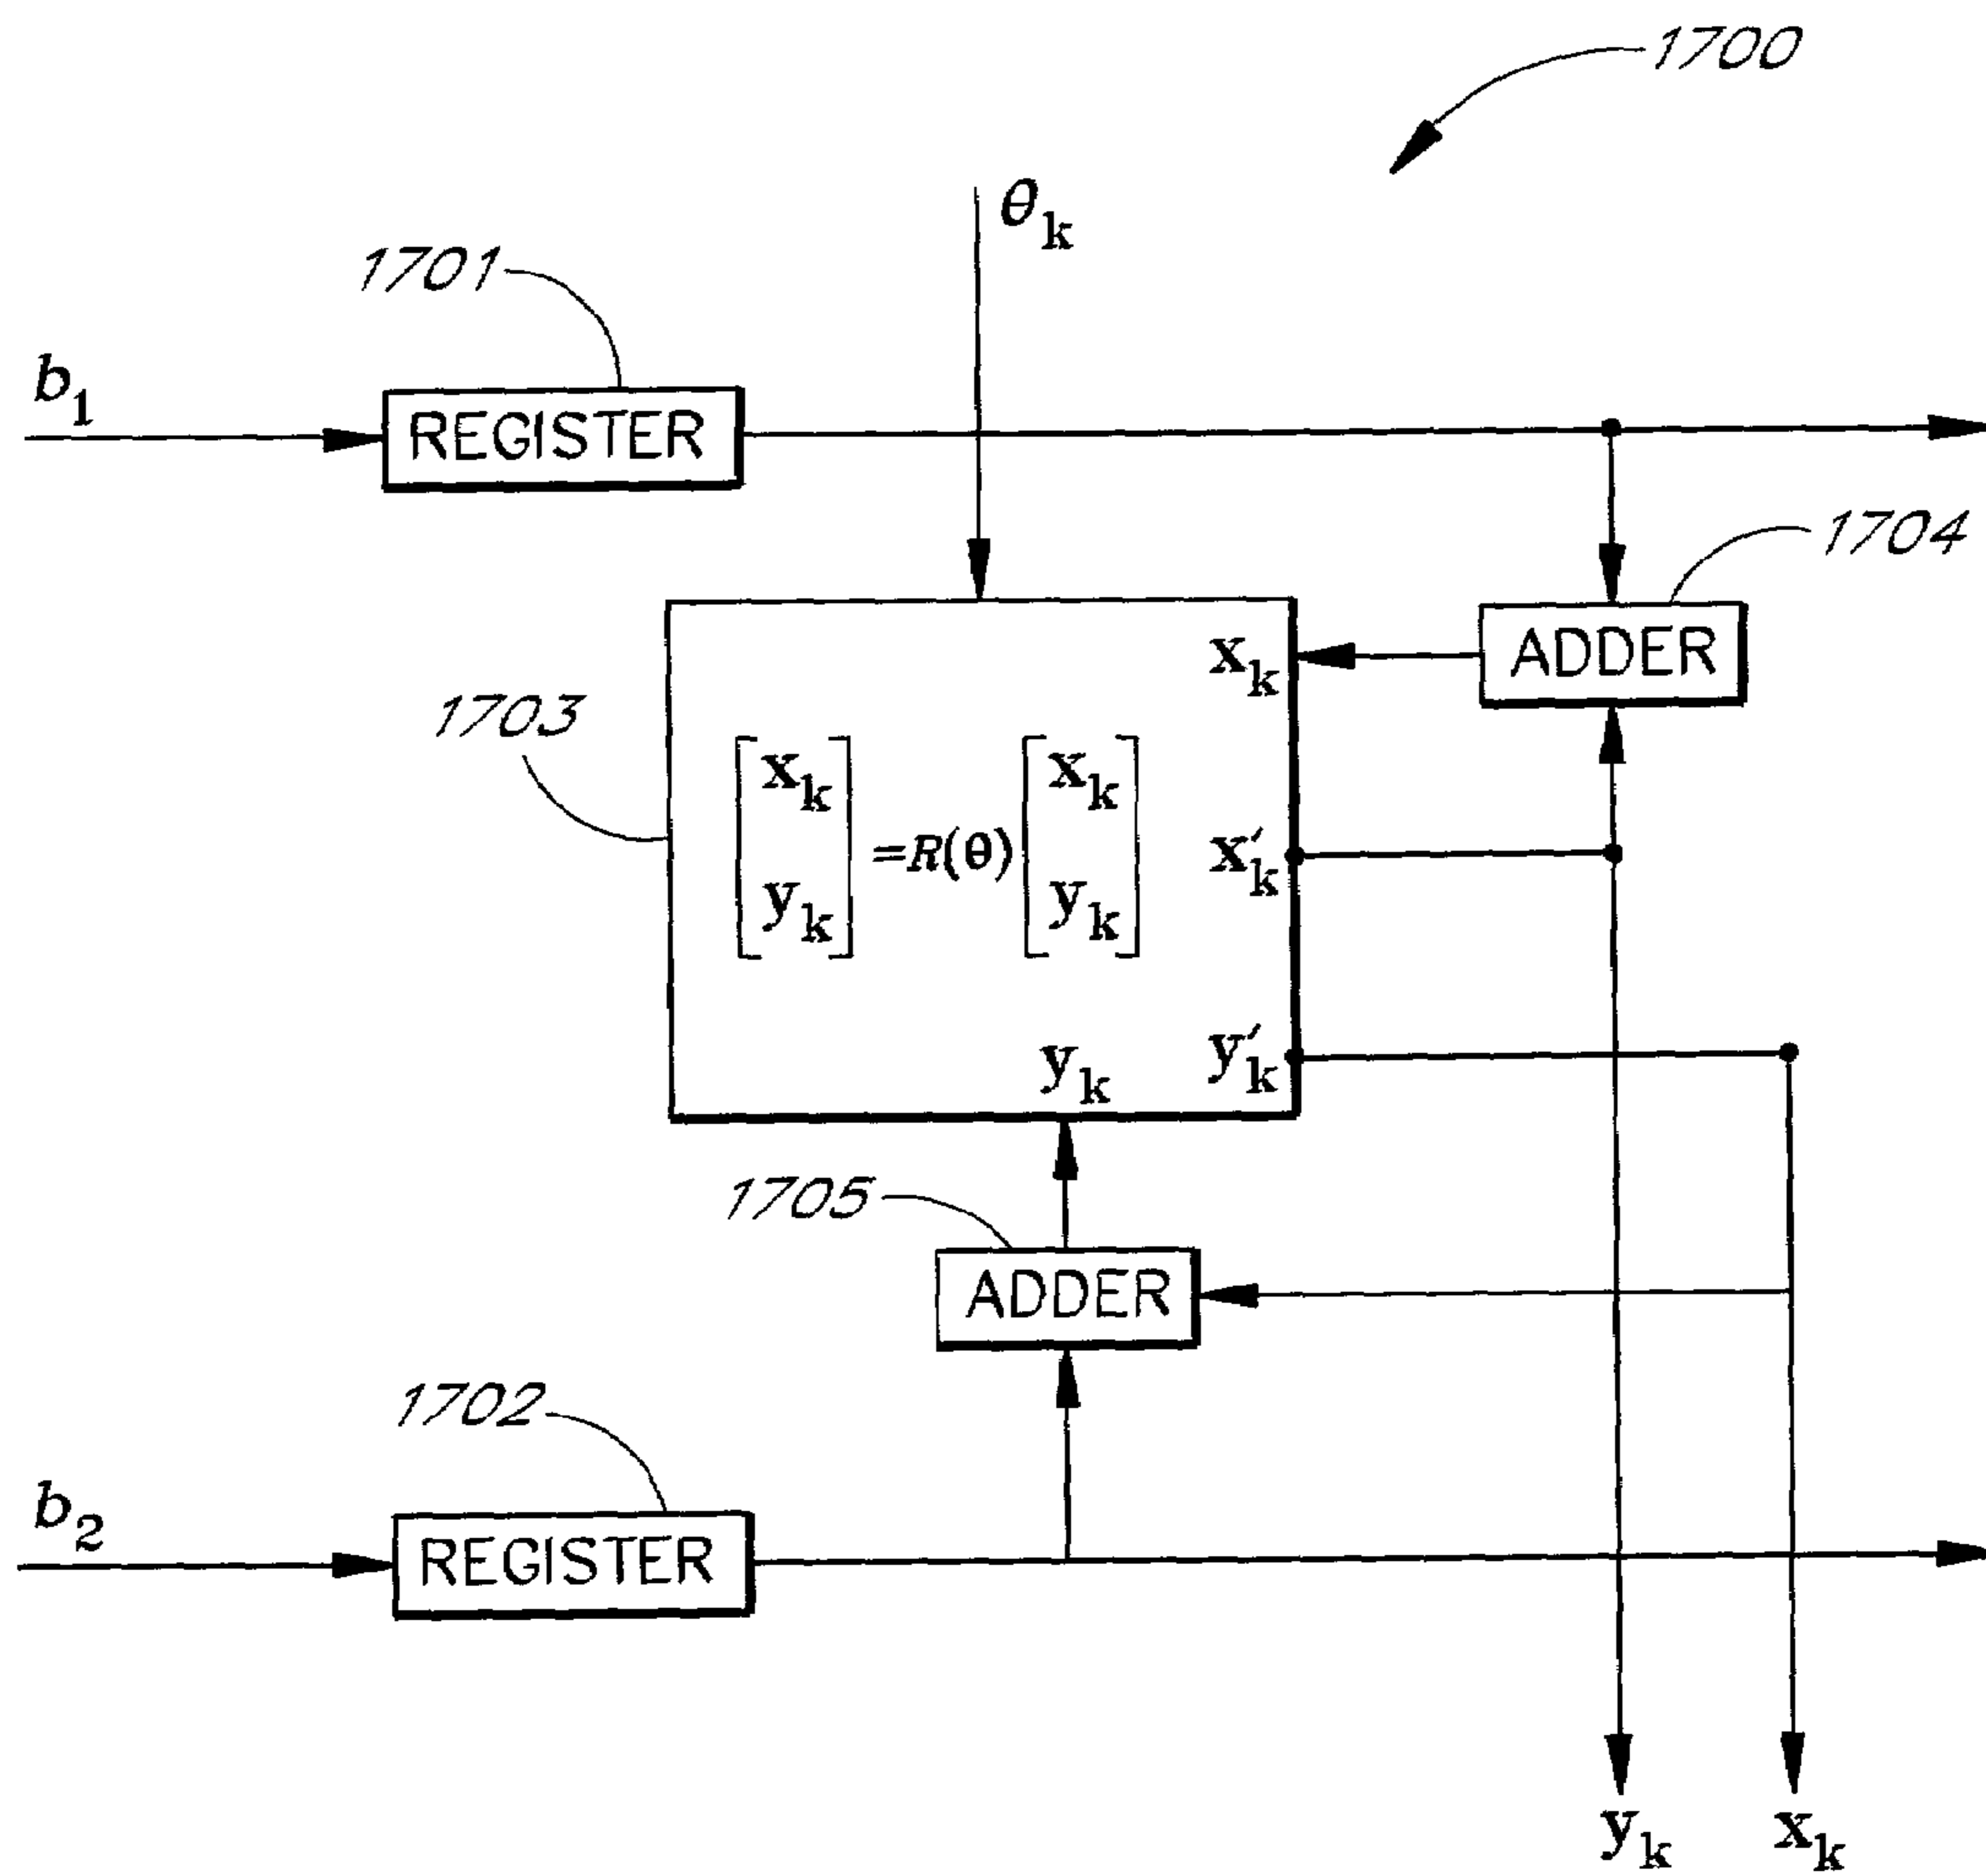 1700
θk
1701
b1
REGISTER
1704
ADDER
xk
1703
[xk yk] =R(θ) [xk yk]
x′k
y′k
yk
1705
ADDER
1702
b2
REGISTER
yk
xk